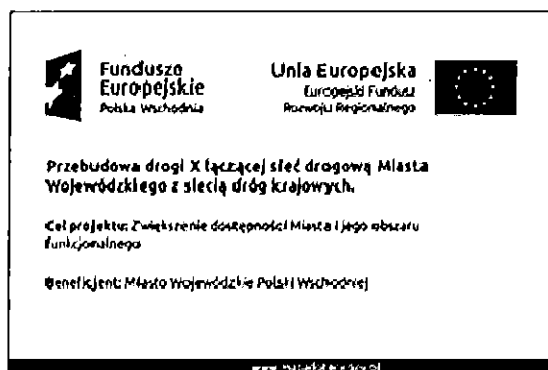 Fundusze
Europejskie
Polska Wschodnia
Unia Europejska
Europejski Fundusz
Rozwoju Regionalnego
Przebudowa drogi X łączącej sieć drogową Miasta
Wojewódzkiego z siecią dróg krajowych.
Cel projektu: Zwiększenie dostępności Miasta i jego obszaru
funkcjonalnego
Beneficjent: Miasto Wojewódzkie Polski Wschodniej